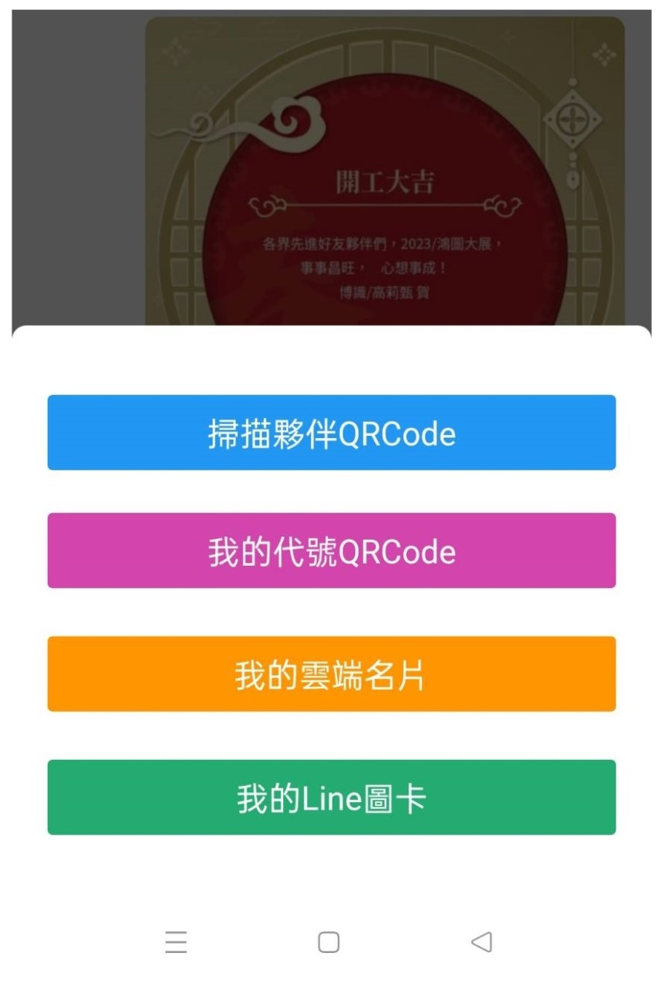 開工大吉
各界先進好友夥伴們，2023/鴻圖大展，
事事昌旺， 心想事成！
博識/高莉甄 賀
掃描夥伴QRCode
我的代號QRCode
我的雲端名片
我的Line圖卡